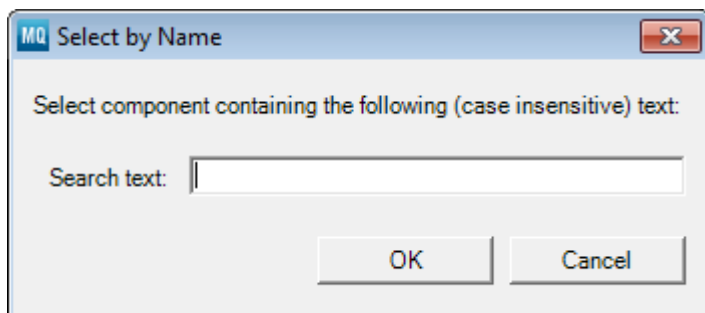 MQ Select by Name
Select component containing the following (case insensitive) text:
Search text:
OK Cancel